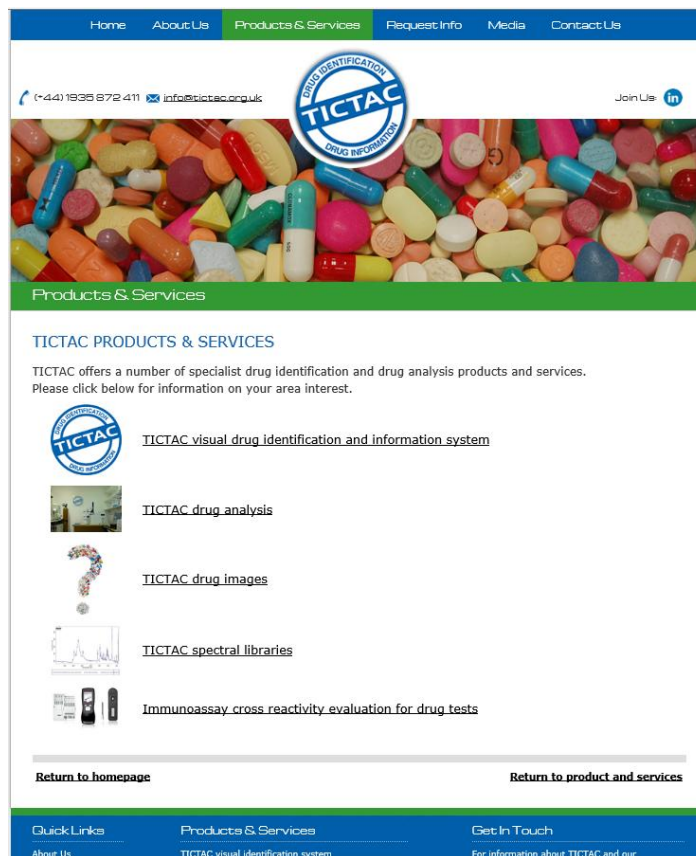 Home About Us Products & Services Request Info Media Contact Us
DRUG IDENTIFICATION
TICTAC
DRUG INFORMATION
(+44) 1935 872 411 info@tictac.org.uk
Join Us: in
Products & Services
TICTAC PRODUCTS & SERVICES
TICTAC offers a number of specialist drug identification and drug analysis products and services.
Please click below for information on your area interest.
DRUG IDENTIFICATION
TICTAC
DRUG INFORMATION
TICTAC visual drug identification and information system
TICTAC drug analysis
TICTAC drug images
TICTAC spectral libraries
Immunoassay cross reactivity evaluation for drug tests
Return to homepage Return to product and services
Quick Links Products & Services Get In Touch
About Us TICTAC visual identification system For information about TICTAC and our